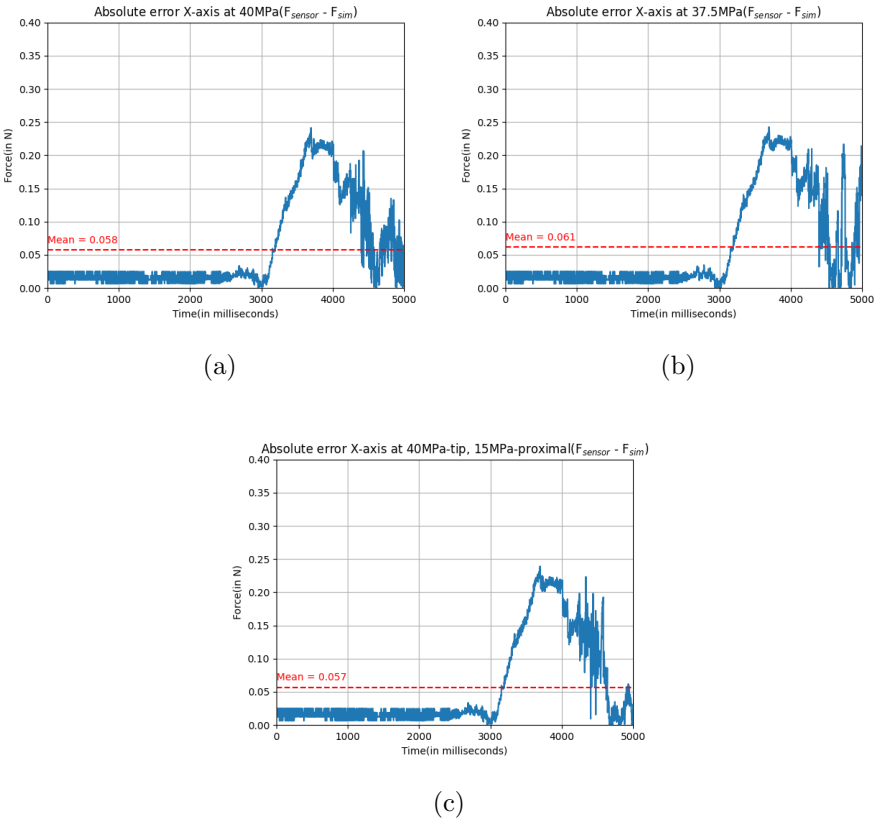 Absolute error X-axis at 40MPa(F_sensor - F_sim)
0.40
0.35
0.30
0.25
0.20
0.15
0.10
0.05
0.00
Force(in N)
Mean = 0.058
0 1000 2000 3000 4000 5000
Time(in milliseconds)
(a)
Absolute error X-axis at 37.5MPa(F_sensor - F_sim)
0.40
0.35
0.30
0.25
0.20
0.15
0.10
0.05
0.00
Force(in N)
Mean = 0.061
0 1000 2000 3000 4000 5000
Time(in milliseconds)
(b)
Absolute error X-axis at 40MPa-tip, 15MPa-proximal(F_sensor - F_sim)
0.40
0.35
0.30
0.25
0.20
0.15
0.10
0.05
0.00
Force(in N)
Mean = 0.057
0 1000 2000 3000 4000 5000
Time(in milliseconds)
(c)